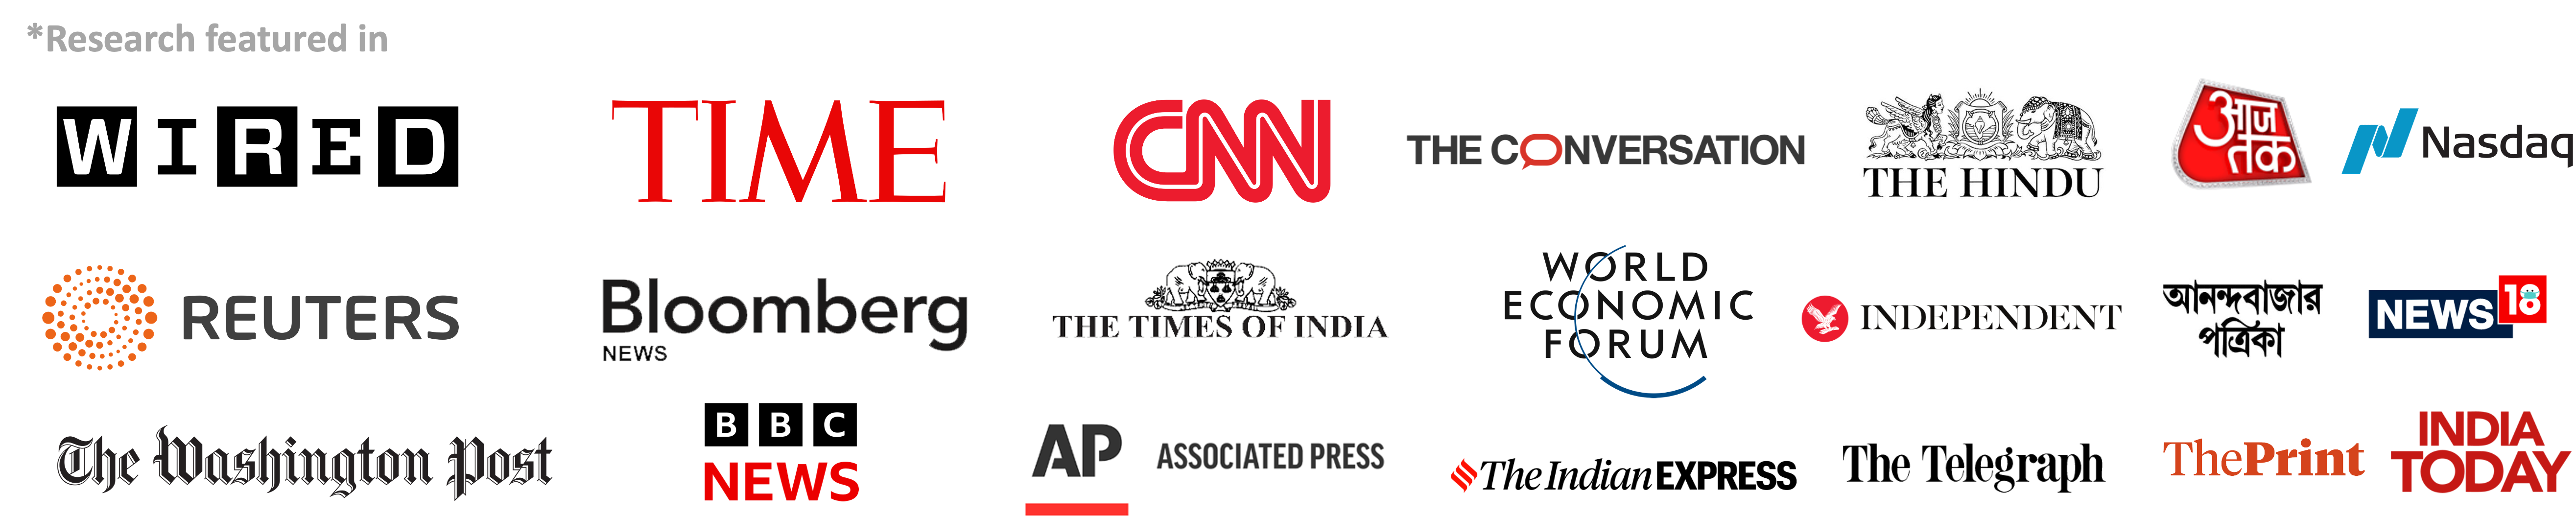 *Research featured in
WIRED
TIME
CNN
THE CONVERSATION
THE HINDU
आज
तक
Nasdaq
REUTERS
Bloomberg
NEWS
THE TIMES OF INDIA
WORLD
ECONOMIC
FORUM
INDEPENDENT
আনন্দবাজার
পত্রিকা
NEWS 18
The Washington Post
BBC
NEWS
AP ASSOCIATED PRESS
The Indian EXPRESS
The Telegraph
ThePrint
INDIA
TODAY